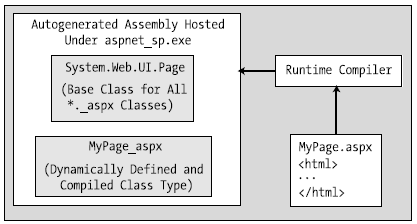 Autogenerated Assembly Hosted
Under aspnet_sp.exe
System.Web.UI.Page
(Base Class for All
*._aspx Classes)
MyPage_aspx
(Dynamically Defined and
Compiled Class Type)
Runtime Compiler
MyPage.aspx
<html>
...
</html>